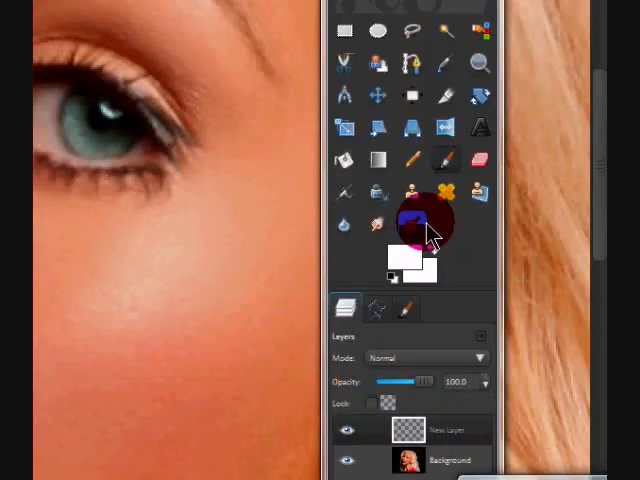 Layers
Mode: Normal
Opacity: 100.0
Lock:
New Layer
Background